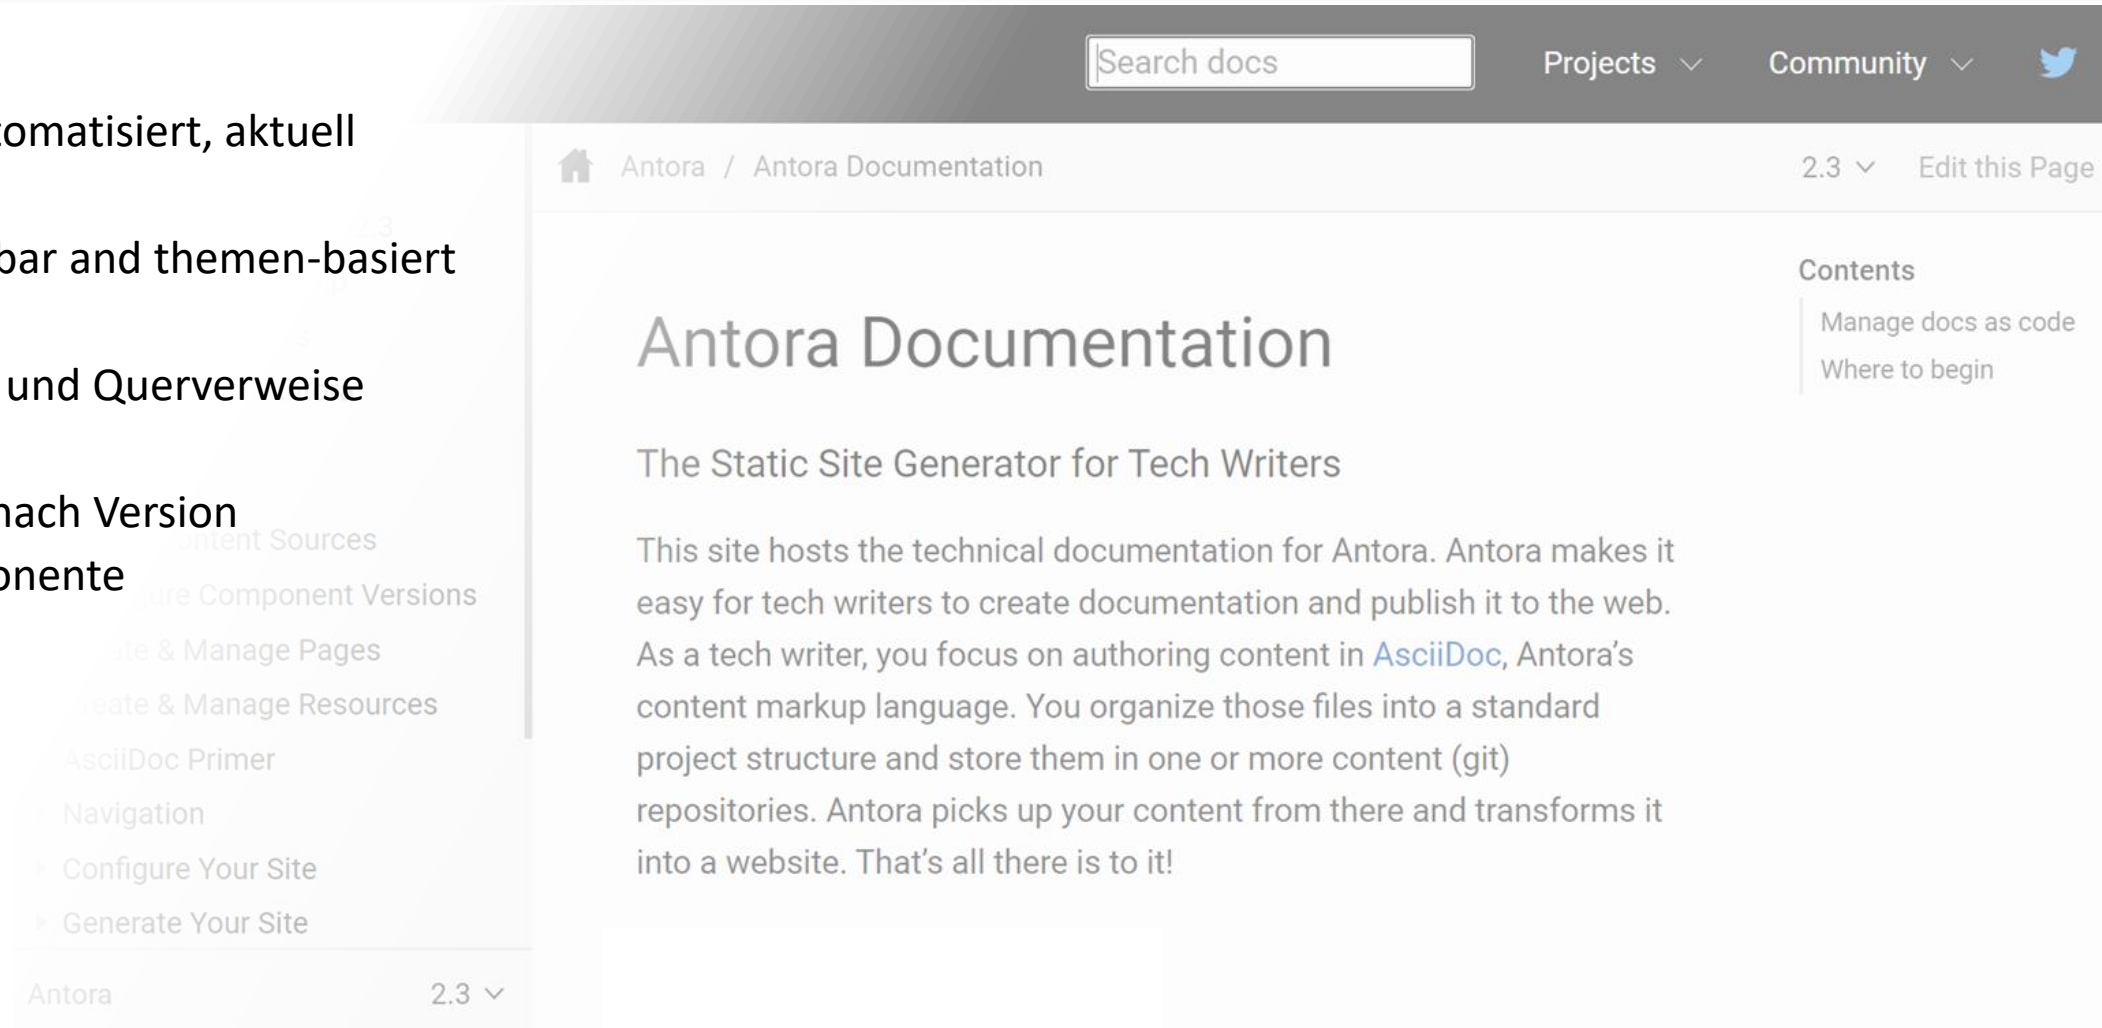 Search docs
Projects
Community
tomatisiert, aktuell
bar and themen-basiert
und Querverweise
nach Version
onente
Antora / Antora Documentation
2.3
Edit this Page
ntent Sources
ure Component Versions
ate & Manage Pages
reate & Manage Resources
AsciiDoc Primer
Navigation
Configure Your Site
Generate Your Site
Antora
2.3
Antora Documentation
The Static Site Generator for Tech Writers
This site hosts the technical documentation for Antora. Antora makes it
easy for tech writers to create documentation and publish it to the web.
As a tech writer, you focus on authoring content in AsciiDoc, Antora’s
content markup language. You organize those files into a standard
project structure and store them in one or more content (git)
repositories. Antora picks up your content from there and transforms it
into a website. That’s all there is to it!
Contents
Manage docs as code
Where to begin